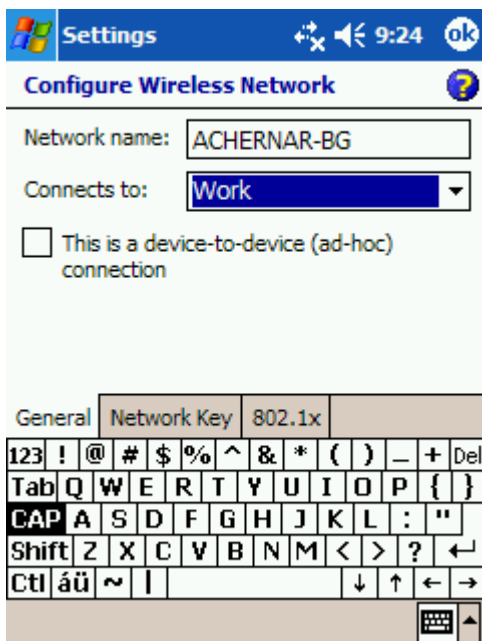 Settings 9:24 ok
Configure Wireless Network ?
Network name: ACHERNAR-BG
Connects to: Work
This is a device-to-device (ad-hoc)
connection
General Network Key 802.1x
123 ! @ # $ % ^ & * ( ) _ + Del
Tab Q W E R T Y U I O P { }
CAP A S D F G H J K L : "
Shift Z X C V B N M < > ? ↵
Ctl áü ~ | ↓ ↑ ← →